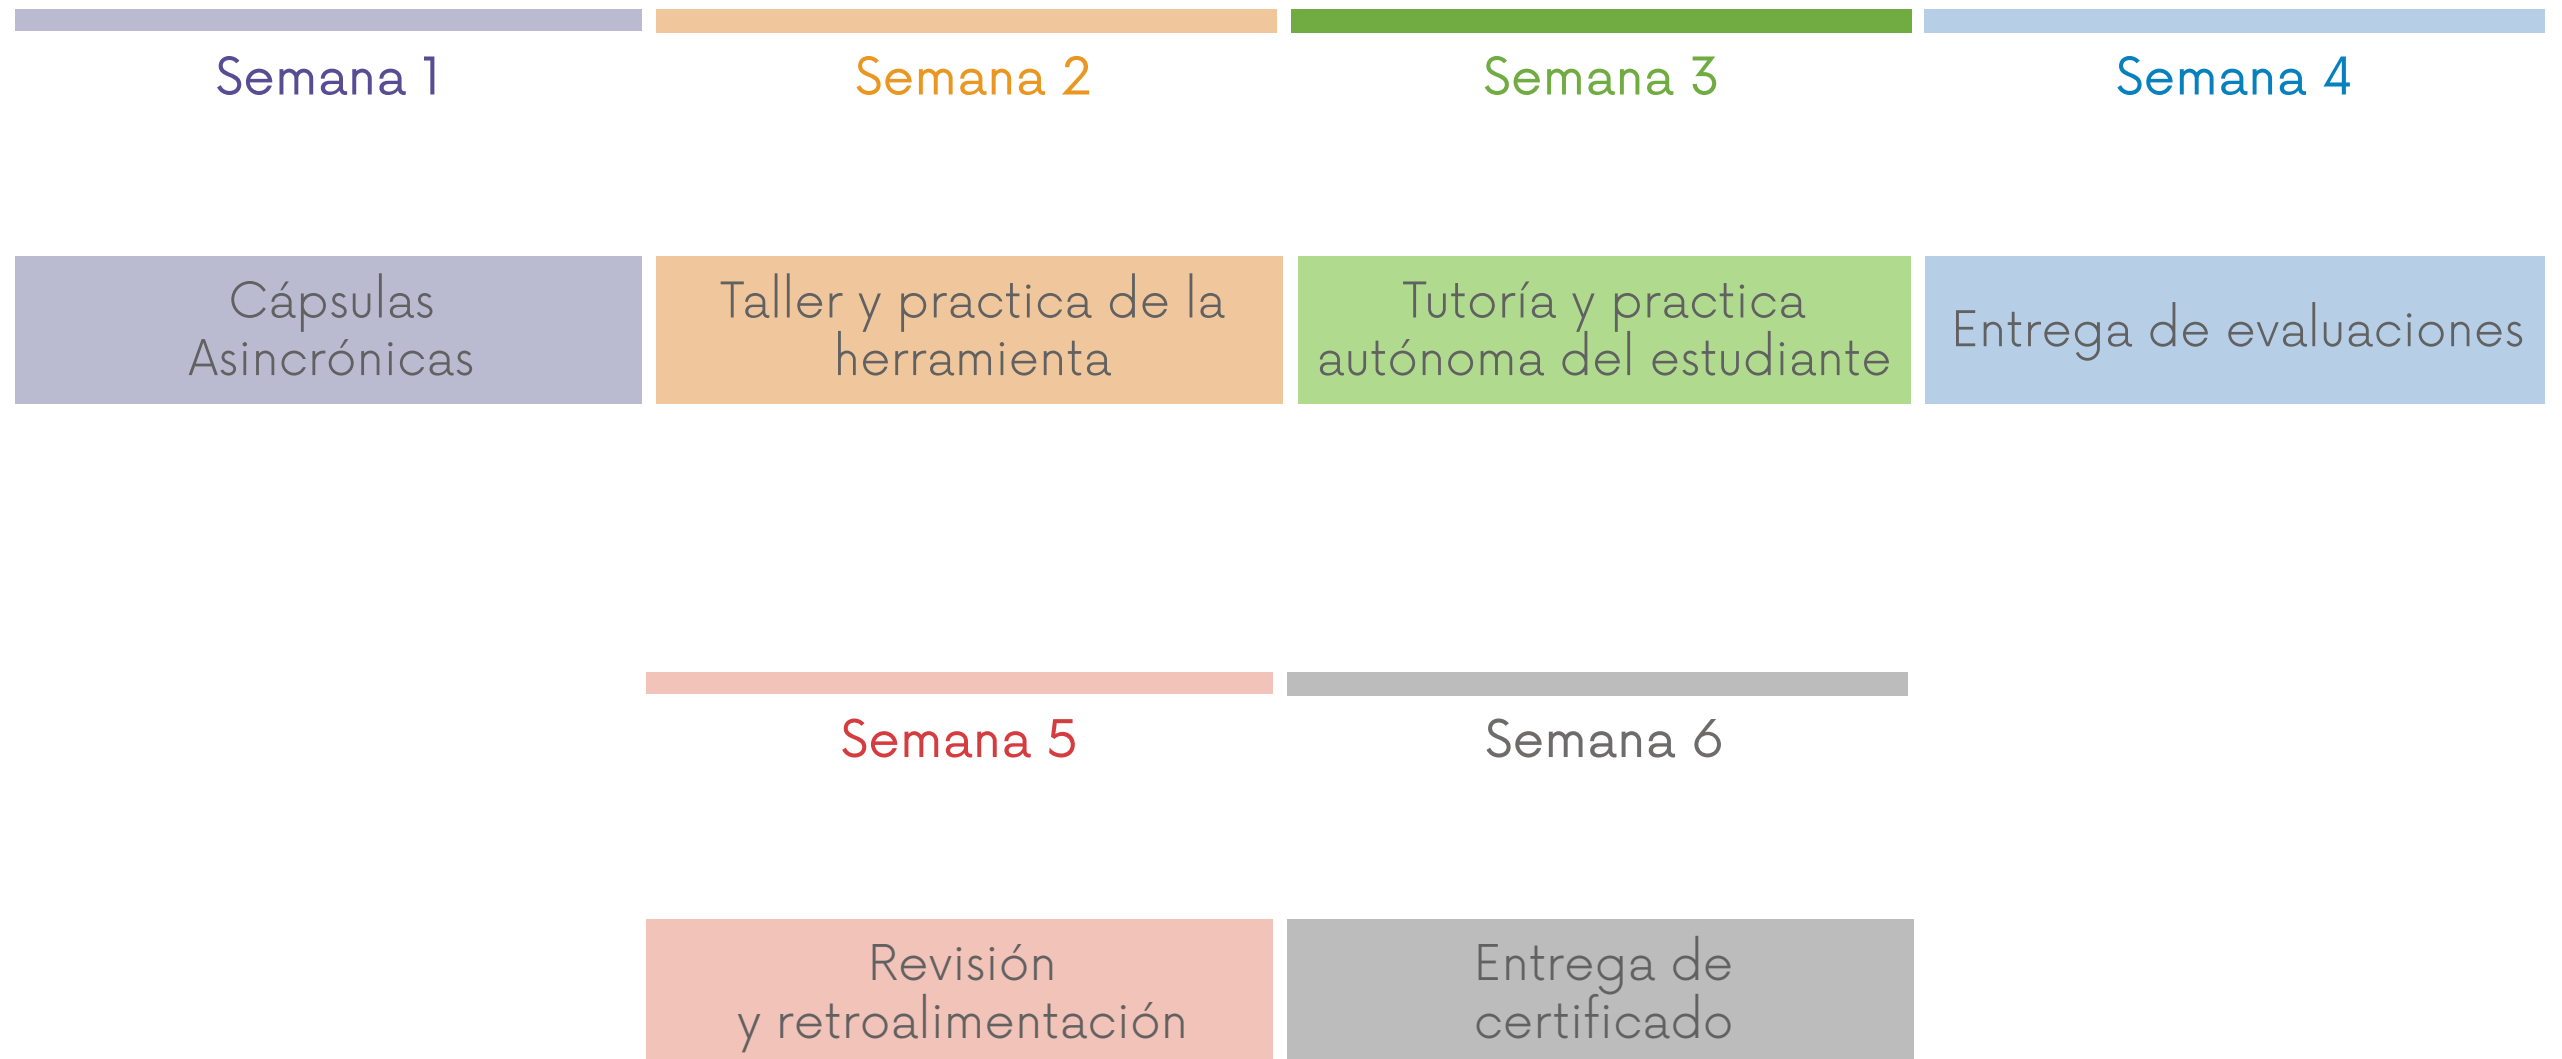 Semana 1
Semana 2
Semana 3
Semana 4
Cápsulas
Asincrónicas
Taller y practica de la
herramienta
Tutoría y practica
autónoma del estudiante
Entrega de evaluaciones
Semana 5
Semana 6
Revisión
y retroalimentación
Entrega de
certificado